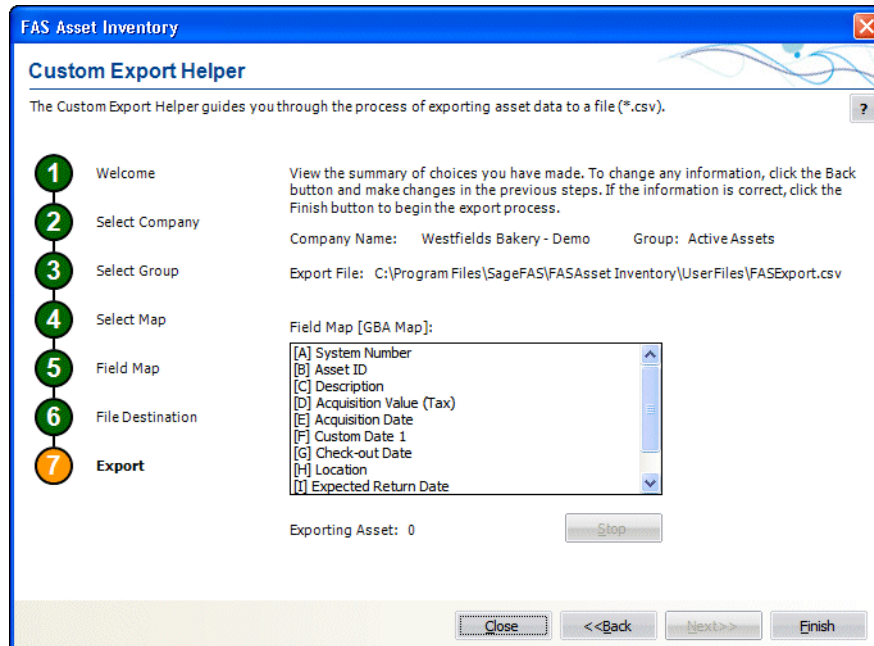 FAS Asset Inventory
Custom Export Helper
The Custom Export Helper guides you through the process of exporting asset data to a file (*.csv).
?
1 Welcome
2 Select Company
3 Select Group
4 Select Map
5 Field Map
6 File Destination
7 Export
View the summary of choices you have made. To change any information, click the Back
button and make changes in the previous steps. If the information is correct, click the
Finish button to begin the export process.
Company Name: Westfields Bakery - Demo Group: Active Assets
Export File: C:\Program Files\SageFAS\FASAsset Inventory\UserFiles\FASExport.csv
Field Map [GBA Map]:
[A] System Number
[B] Asset ID
[C] Description
[D] Acquisition Value (Tax)
[E] Acquisition Date
[F] Custom Date 1
[G] Check-out Date
[H] Location
[I] Expected Return Date
Exporting Asset: 0 Stop
Close <<Back Next>> Finish